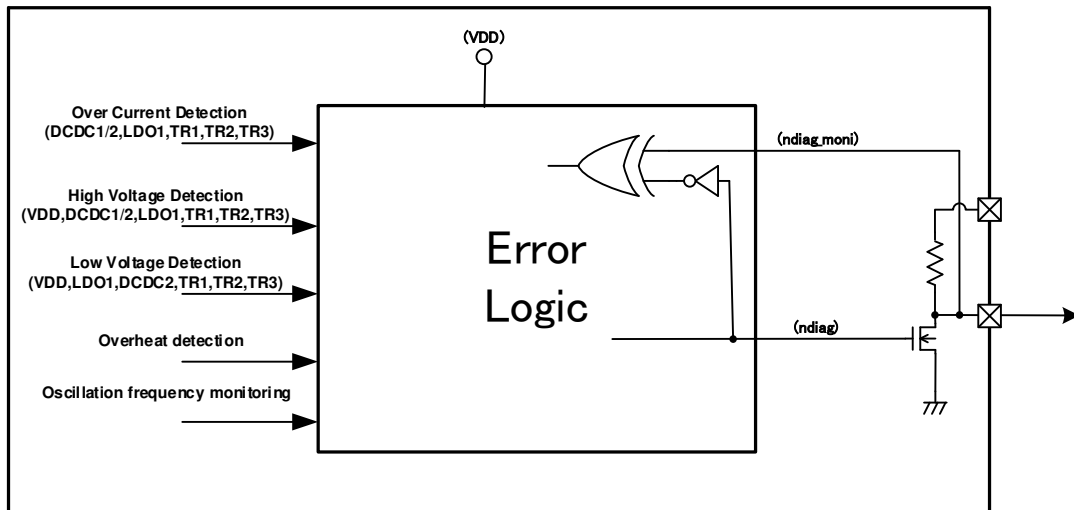 (VDD)
Over Current Detection
(DCDC1/2,LDO1,TR1,TR2,TR3)
High Voltage Detection
(VDD,DCDC1/2,LDO1,TR1,TR2,TR3)
Low Voltage Detection
(VDD,LDO1,DCDC2,TR1,TR2,TR3)
Overheat detection
Oscillation frequency monitoring
Error
Logic
(ndiag_moni)
(ndiag)